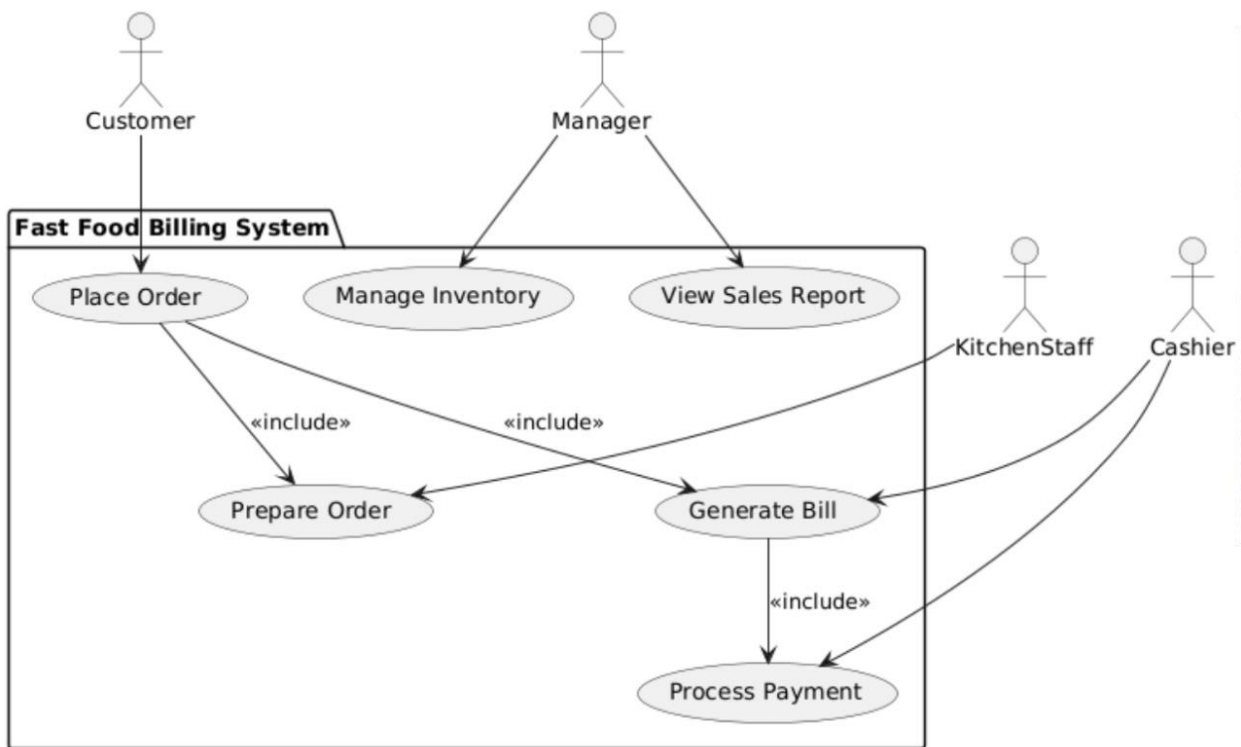 Customer
Manager
Fast Food Billing System
Place Order
Manage Inventory
View Sales Report
KitchenStaff
Cashier
«include»
«include»
Prepare Order
Generate Bill
«include»
Process Payment